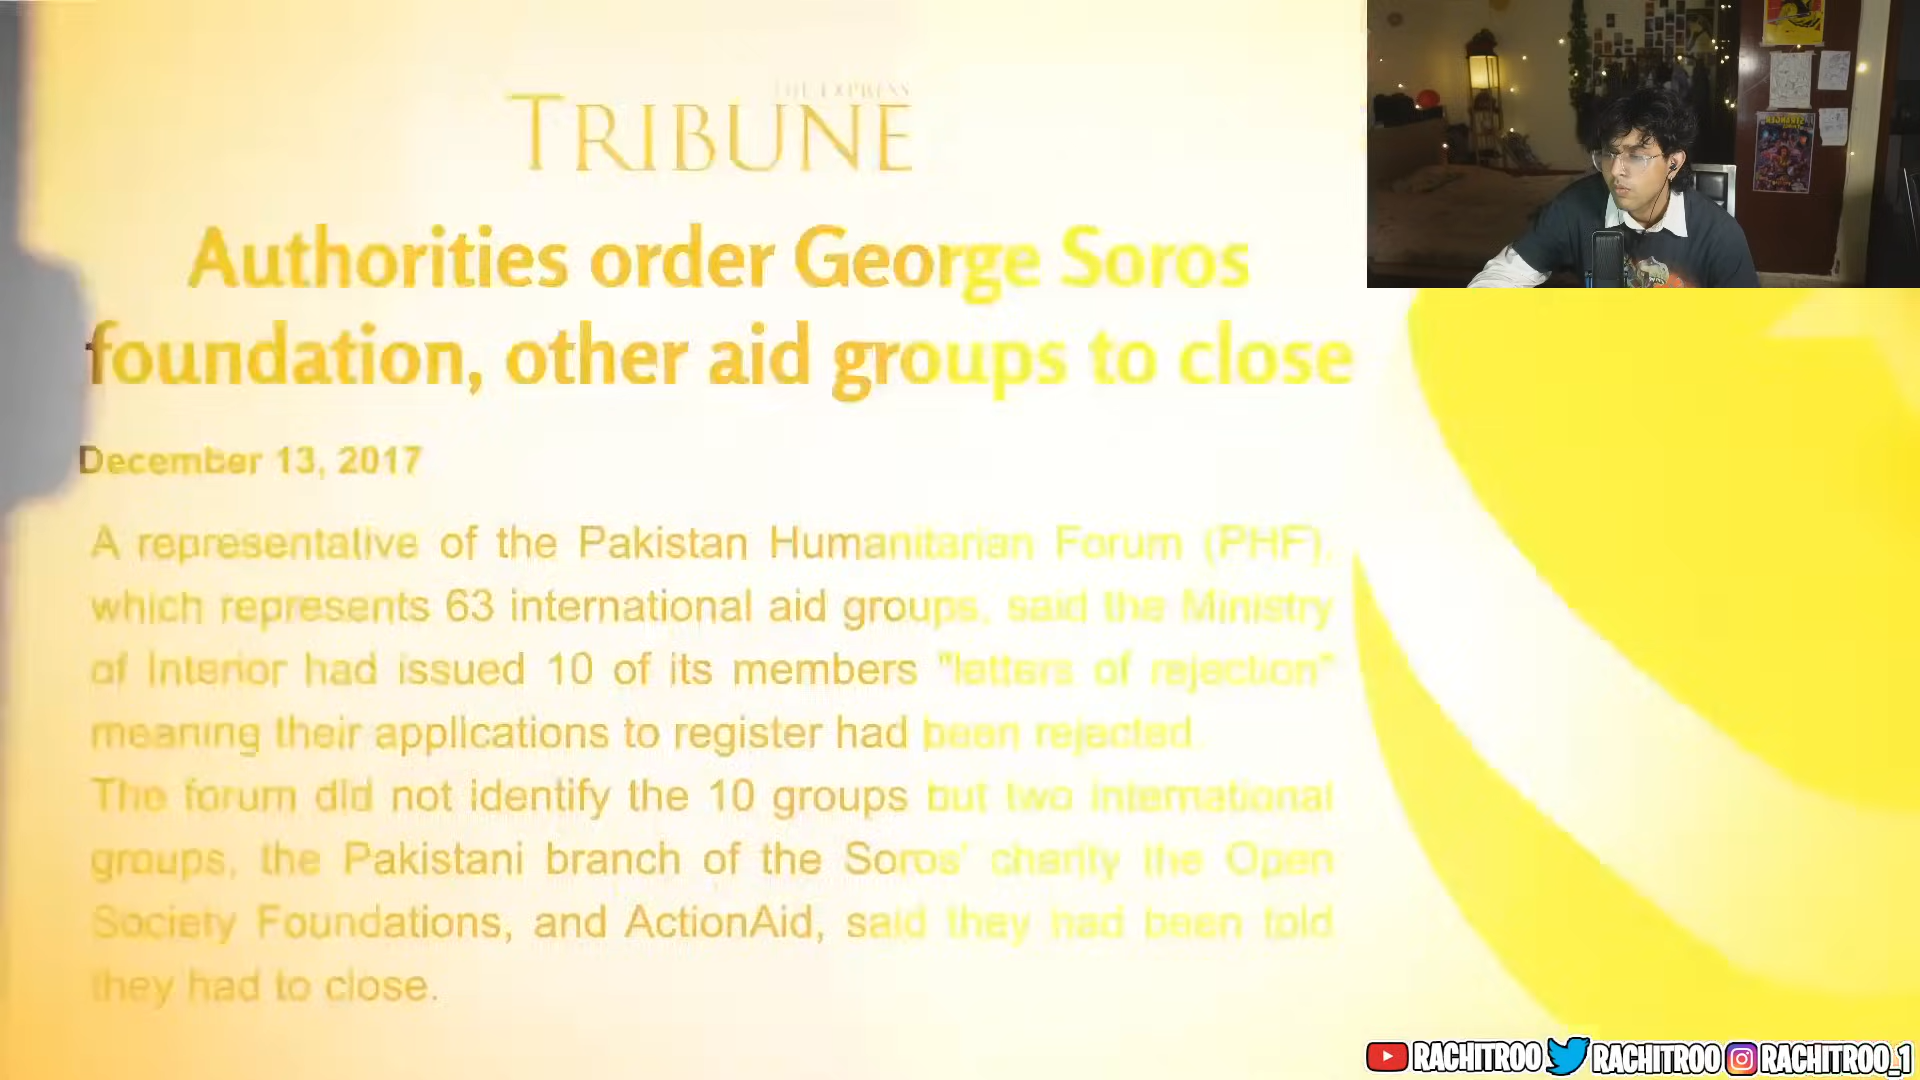 THE EXPRESS
TRIBUNE
Authorities order George Soros
foundation, other aid groups to close
December 13, 2017
A representative of the Pakistan Humanitarian Forum (PHF),
which represents 63 international aid groups, said the Ministry
of Interior had issued 10 of its members "letters of rejection"
meaning their applications to register had been rejected.
The forum did not identify the 10 groups but two international
groups, the Pakistani branch of the Soros' charity the Open
Society Foundations, and ActionAid, said they had been told
they had to close.
RACHITROO RACHITROO RACHITROO_1